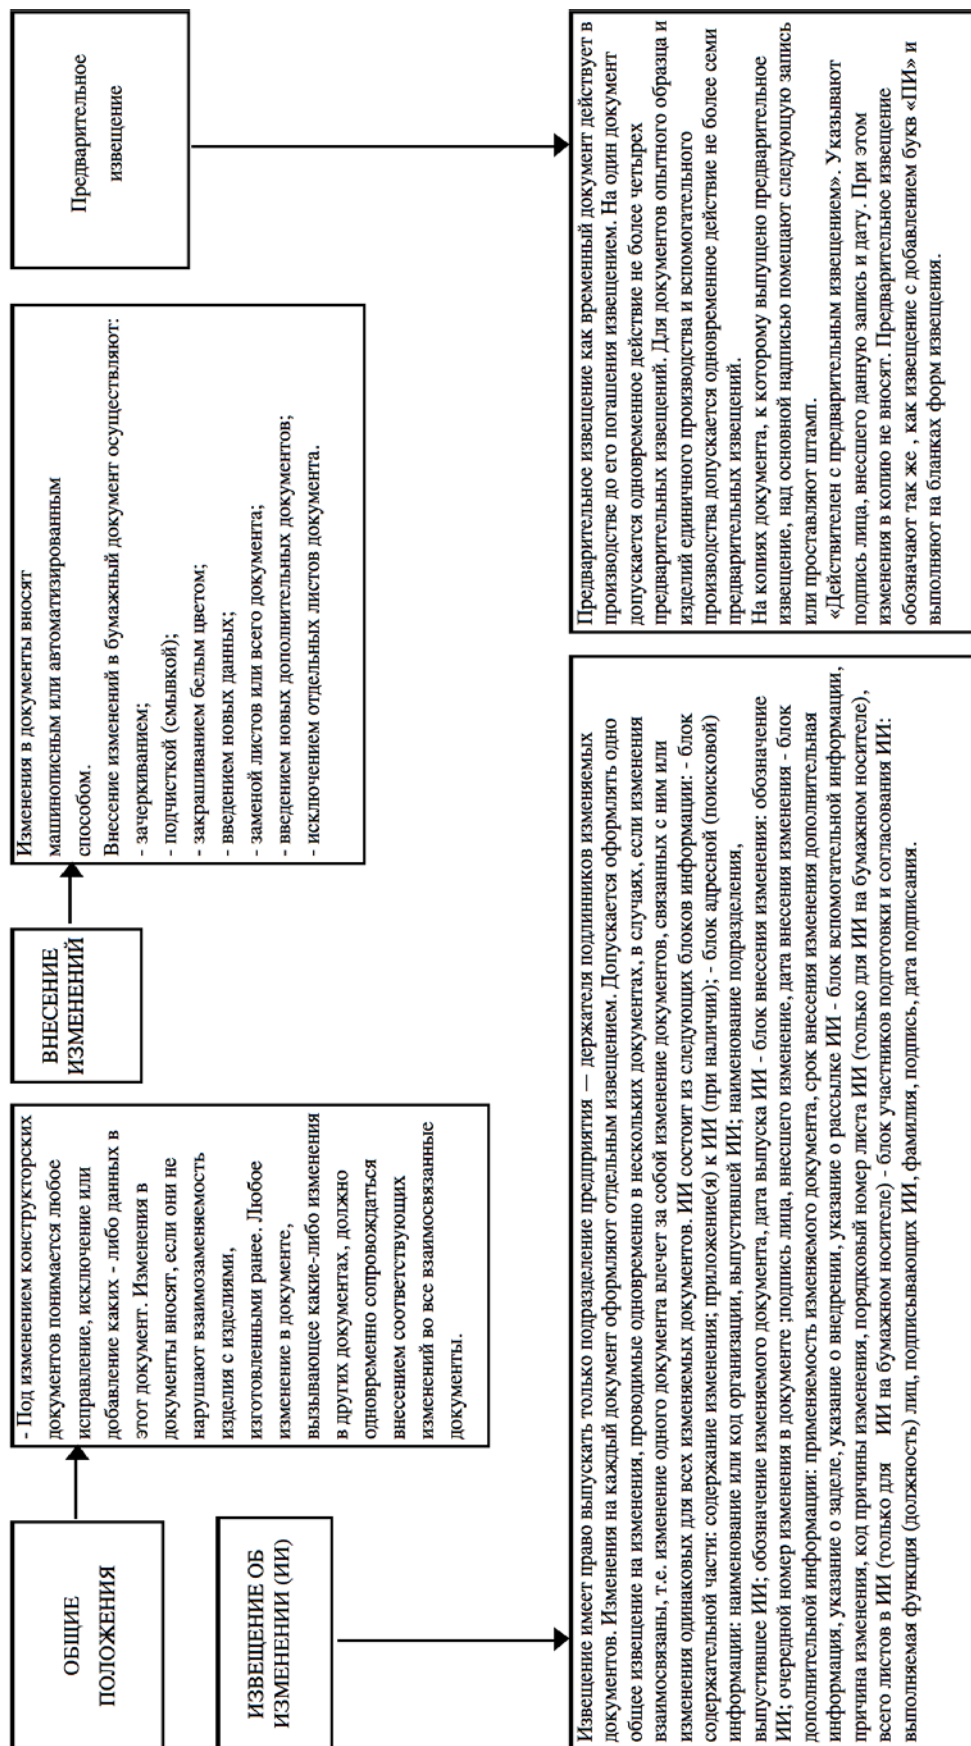 ОБЩИЕ
ПОЛОЖЕНИЯ
- Под изменением конструкторских
документов понимается любое
исправление, исключение или
добавление каких - либо данных в
этот документ. Изменения в
документы вносят, если они не
нарушают взаимозаменяемость
изделия с изделиями,
изготовленными ранее. Любое
изменение в документе,
вызывающее какие-либо изменения
в других документах, должно
одновременно сопровождаться
внесением соответствующих
изменений во все взаимосвязанные
документы.
ВНЕСЕНИЕ
ИЗМЕНЕНИЙ
Изменения в документы вносят
машинописным или автоматизированным
способом.
Внесение изменений в бумажный документ осуществляют:
- зачеркиванием;
- подчисткой (смывкой);
- закрашиванием белым цветом;
- введением новых данных;
- заменой листов или всего документа;
- введением новых дополнительных документов;
- исключением отдельных листов документа.
Предварительное
извещение
ИЗВЕЩЕНИЕ ОБ
ИЗМЕНЕНИИ (ИИ)
Извещение имеет право выпускать только подразделение предприятия — держателя подлинников изменяемых
документов. Изменения на каждый документ оформляют отдельным извещением. Допускается оформлять одно
общее извещение на изменения, проводимые одновременно в нескольких документах, в случаях, если изменения
взаимосвязаны, т.е. изменение одного документа влечет за собой изменение документов, связанных с ним или
изменения одинаковых для всех изменяемых документов. ИИ состоит из следующих блоков информации: - блок
содержательной части: содержание изменения; приложение(я) к ИИ (при наличии); - блок адресной (поисковой)
информации: наименование или код организации, выпустившей ИИ; наименование подразделения,
выпустившее ИИ; обозначение изменяемого документа, дата выпуска ИИ - блок внесения изменения: обозначение
ИИ; очередной номер изменения в документе ;подпись лица, внесшего изменение, дата внесения изменения - блок
дополнительной информации: применяемость изменяемого документа, срок внесения изменения дополнительная
информация, указание о заделе, указание о внедрении, указание о рассылке ИИ - блок вспомогательной информации,
причина изменения, код причины изменения, порядковый номер листа ИИ (только для ИИ на бумажном носителе),
всего листов в ИИ (только для ИИ на бумажном носителе) - блок участников подготовки и согласования ИИ:
выполняемая функция (должность) лиц, подписывающих ИИ, фамилия, подпись, дата подписания.
Предварительное извещение как временный документ действует в
производстве до его погашения извещением. На один документ
допускается одновременное действие не более четырех
предварительных извещений. Для документов опытного образца и
изделий единичного производства и вспомогательного
производства допускается одновременное действие не более семи
предварительных извещений.
На копиях документа, к которому выпущено предварительное
извещение, над основной надписью помещают следующую запись
или проставляют штамп.
«Действителен с предварительным извещением». Указывают
подпись лица, внесшего данную запись и дату. При этом
изменения в копию не вносят. Предварительное извещение
обозначают так же , как извещение с добавлением букв «ПИ» и
выполняют на бланках форм извещения.